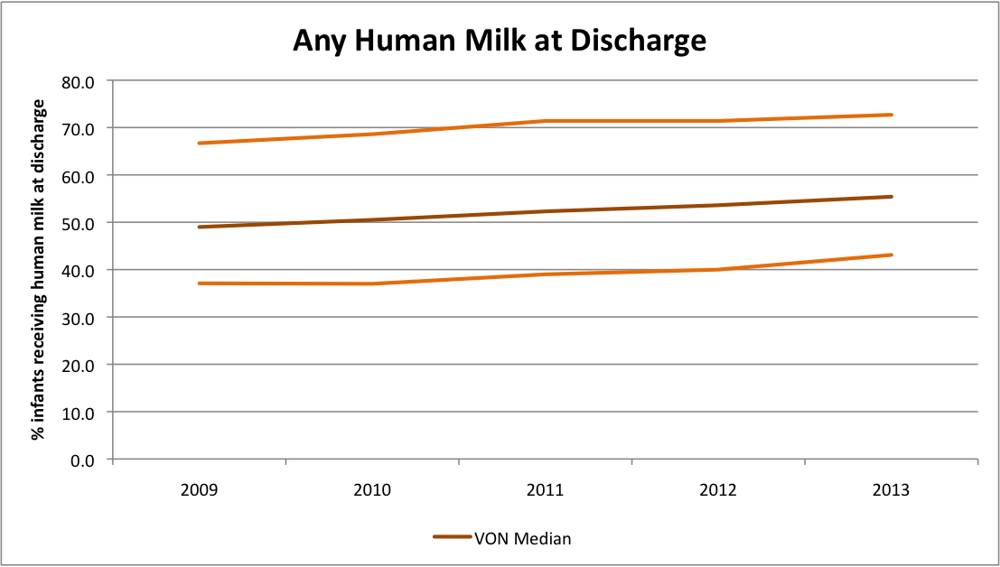 Any Human Milk at Discharge
% infants receiving human milk at discharge
80.0
70.0
60.0
50.0
40.0
30.0
20.0
10.0
0.0
2009 2010 2011 2012 2013
VON Median